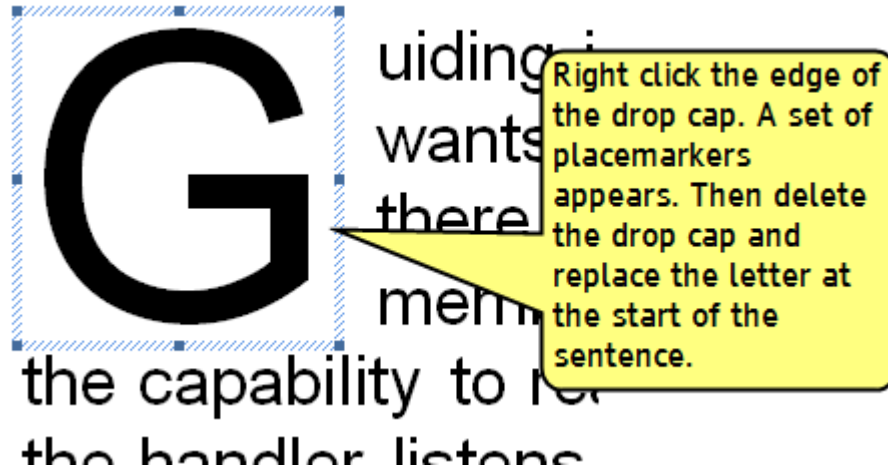 G
uiding
wants
there
the capability to
the handler listens
Right click the edge of
the drop cap. A set of
placemarkers
appears. Then delete
the drop cap and
replace the letter at
the start of the
sentence.